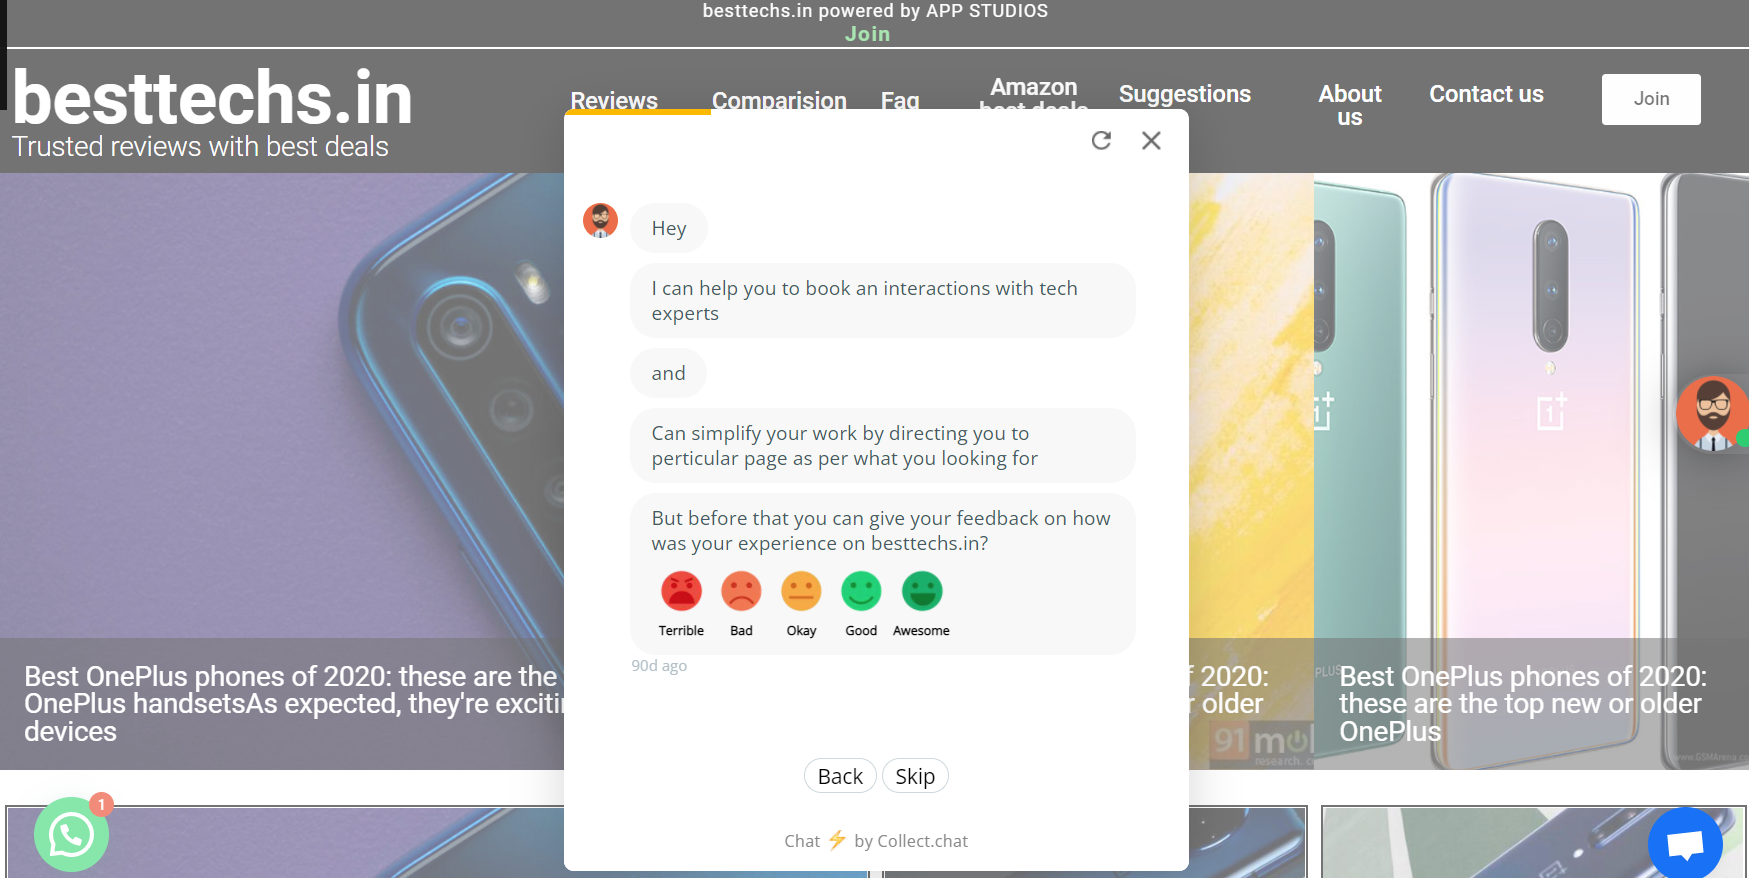 besttechs.in powered by APP STUDIOS
Join
besttechs.in
Trusted reviews with best deals
Reviews
Comparision
Faq
Amazon
best deals
Suggestions
About
us
Contact us
Join
Hey
I can help you to book an interactions with tech
experts
and
Can simplify your work by directing you to
perticular page as per what you looking for
But before that you can give your feedback on how
was your experience on besttechs.in?
Terrible Bad Okay Good Awesome
90d ago
Back Skip
Chat ⚡ by Collect.chat
Best OnePlus phones of 2020: these are the
OnePlus handsetsAs expected, they're exciti
devices
2020:
r older
91 mo
research.
PLUS
Best OnePlus phones of 2020:
these are the top new or older
OnePlus
1